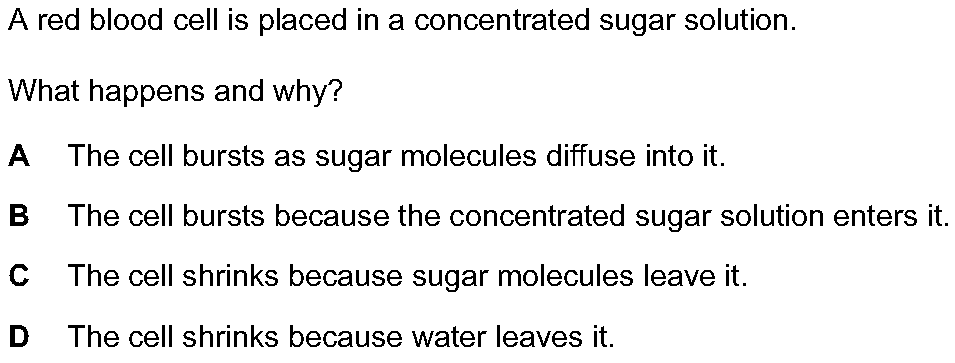 A red blood cell is placed in a concentrated sugar solution.
What happens and why?
A The cell bursts as sugar molecules diffuse into it.
B The cell bursts because the concentrated sugar solution enters it.
C The cell shrinks because sugar molecules leave it.
D The cell shrinks because water leaves it.